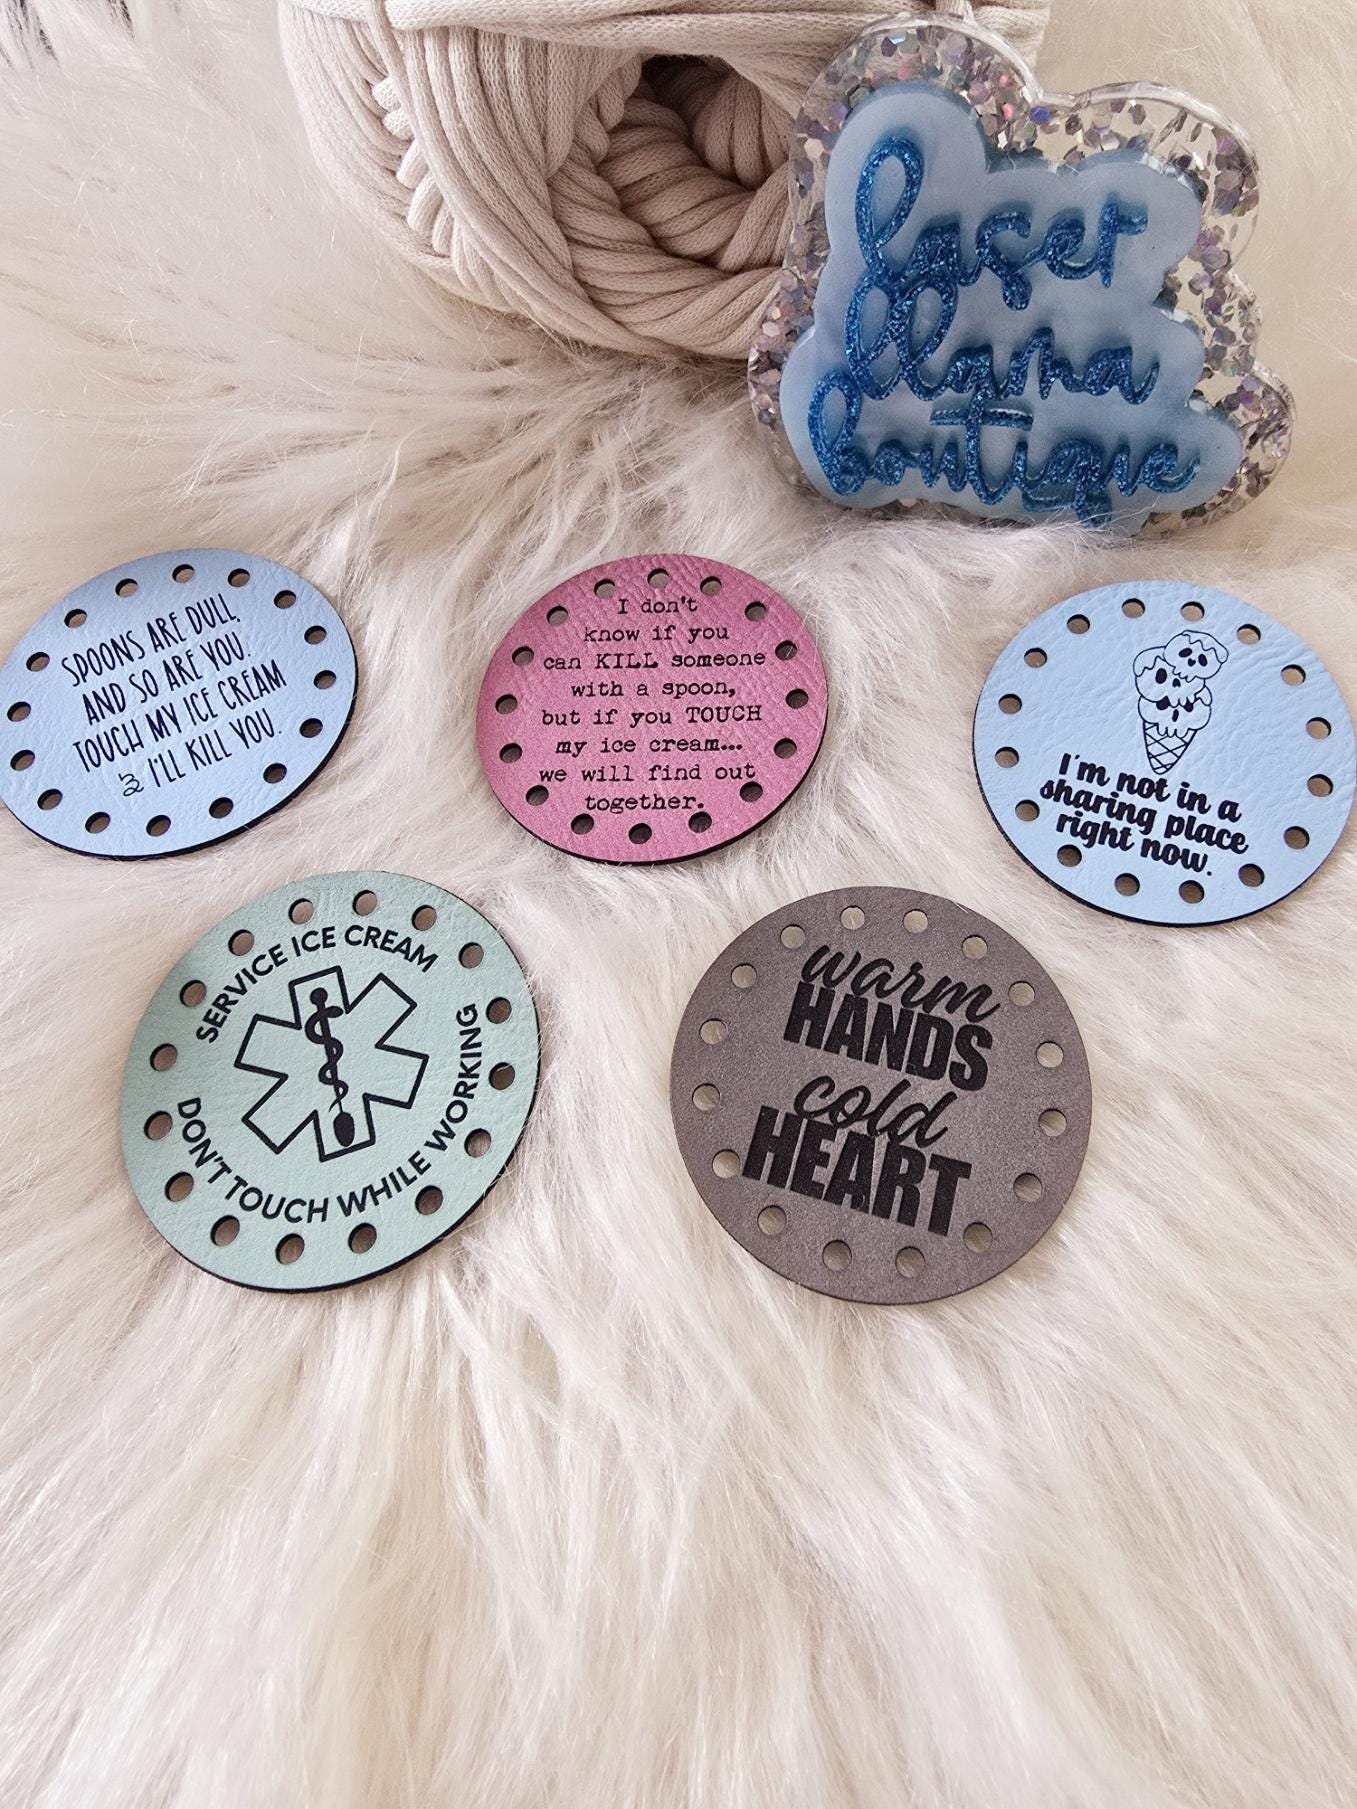 laser
llama
boutique
SPOONS ARE DULL,
AND SO ARE YOU.
TOUCH MY ICE CREAM
& I'LL KILL YOU.
I don't
know if you
can KILL someone
with a spoon,
but if you TOUCH
my ice cream...
we will find out
together.
I'm not in a
sharing place
right now.
SERVICE ICE CREAM
DON'T TOUCH WHILE WORKING
warm
HANDS
cold
HEART